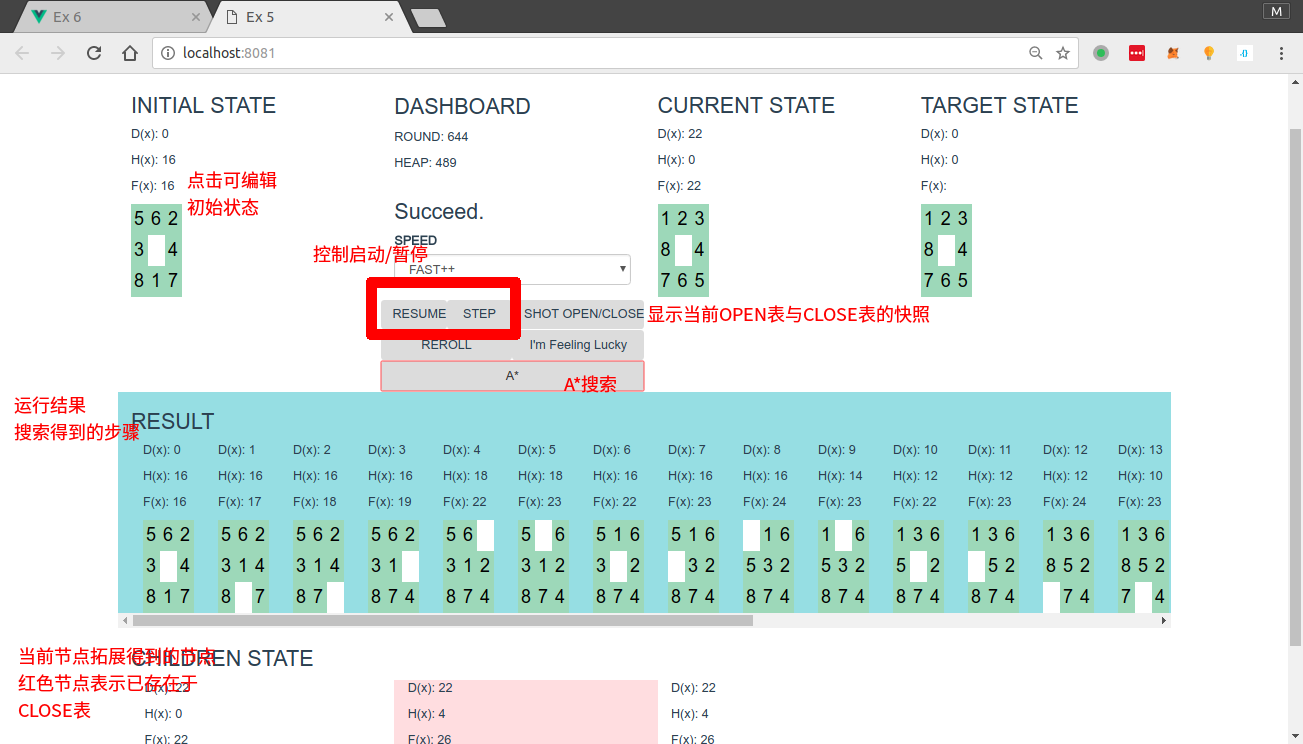 Ex 6
Ex 5
M
localhost:8081
INITIAL STATE
D(x): 0
H(x): 16
F(x): 16
点击可编辑
初始状态
5 6 2
3 4
8 1 7
DASHBOARD
ROUND: 644
HEAP: 489
Succeed.
SPEED
控制启动/暂停
FAST++
RESUME STEP SHOT OPEN/CLOSE
显示当前OPEN表与CLOSE表的快照
REROLL I'm Feeling Lucky
A*
A*搜索
CURRENT STATE
D(x): 22
H(x): 0
F(x): 22
1 2 3
8 4
7 6 5
TARGET STATE
D(x): 0
H(x): 0
F(x):
1 2 3
8 4
7 6 5
运行结果
搜索得到的步骤
RESULT
D(x): 0 D(x): 1 D(x): 2 D(x): 3 D(x): 4 D(x): 5 D(x): 6 D(x): 7 D(x): 8 D(x): 9 D(x): 10 D(x): 11 D(x): 12 D(x): 13
H(x): 16 H(x): 16 H(x): 16 H(x): 16 H(x): 18 H(x): 18 H(x): 16 H(x): 16 H(x): 16 H(x): 14 H(x): 12 H(x): 12 H(x): 12 H(x): 10
F(x): 16 F(x): 17 F(x): 18 F(x): 19 F(x): 22 F(x): 23 F(x): 22 F(x): 23 F(x): 24 F(x): 23 F(x): 22 F(x): 23 F(x): 24 F(x): 23
5 6 2 5 6 2 5 6 2 5 6 2 5 6 5 6 5 1 6 5 1 6 1 6 1 6 1 3 6 1 3 6 1 3 6 1 3 6
3 4 3 1 4 3 1 4 3 1 3 1 2 3 1 2 3 2 3 2 5 3 2 5 3 2 5 2 5 2 8 5 2 8 5 2
8 1 7 8 7 8 7 8 7 4 8 7 4 8 7 4 8 7 4 8 7 4 8 7 4 8 7 4 8 7 4 8 7 4 7 4 7 4
当前节点拓展得到的节点
红色节点表示已存在于
CLOSE表
CHILDREN STATE
D(x): 22 D(x): 22 D(x): 22
H(x): 0 H(x): 4 H(x): 4
F(x): 22 F(x): 26 F(x): 26